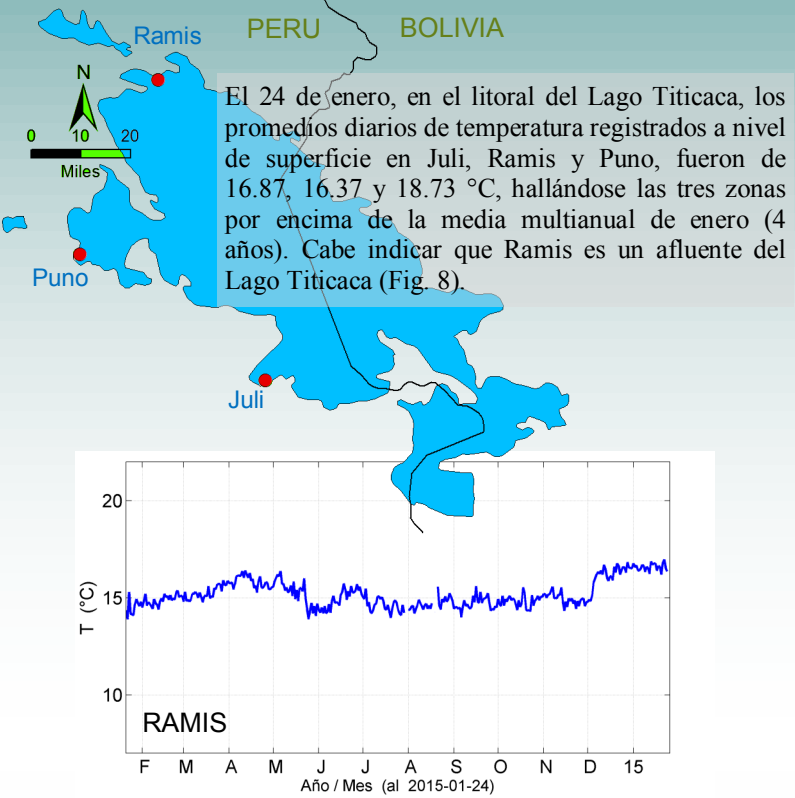 PERU BOLIVIA
Ramis
N
0 10 20
Miles
El 24 de enero, en el litoral del Lago Titicaca, los
promedios diarios de temperatura registrados a nivel
de superficie en Juli, Ramis y Puno, fueron de
16.87, 16.37 y 18.73 °C, hallándose las tres zonas
por encima de la media multianual de enero (4
años). Cabe indicar que Ramis es un afluente del
Lago Titicaca (Fig. 8).
Puno
Juli
20
15
10
T (°C)
RAMIS
F M A M J J A S O N D 15
Año / Mes (al 2015-01-24)